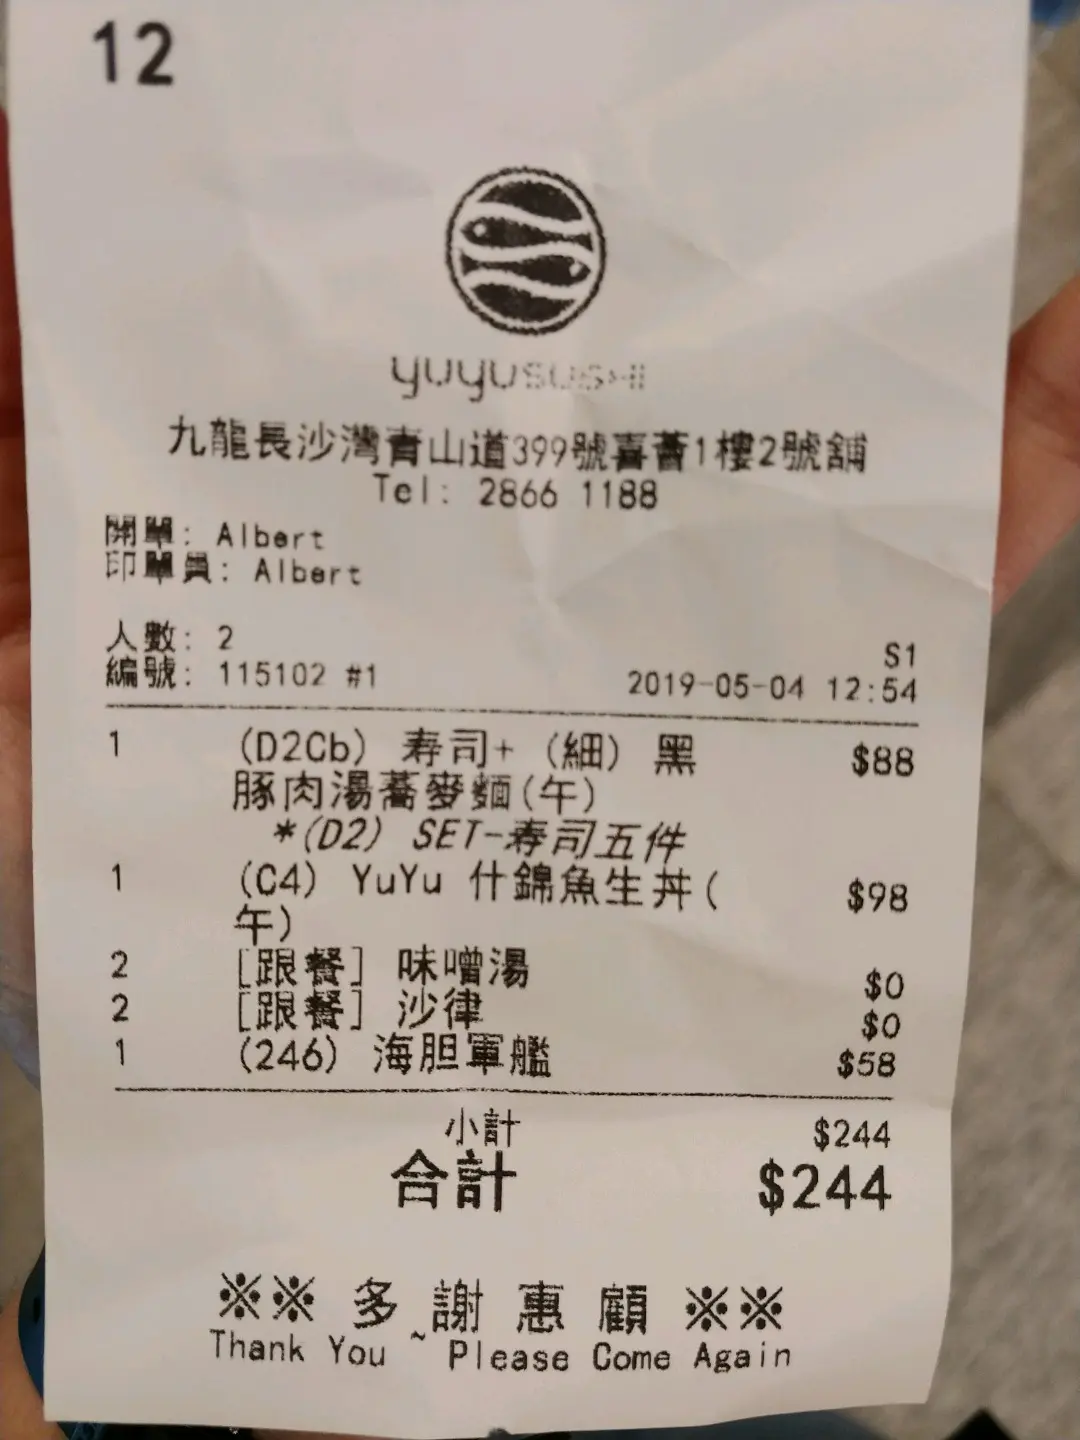 12
yuyusushi
九龍長沙灣青山道399號喜薈1樓2號舖
Tel: 2866 1188
開單: Albert
印單員: Albert
人數: 2
S1
編號: 115102 #1 2019-05-04 12:54
1 (D2Cb) 寿司+ (細) 黑 $88
豚肉湯蕎麥麵(午)
*(D2) SET-寿司五件
1 (C4) YuYu 什錦魚生丼( $98
午)
2 [跟餐] 味噌湯 $0
2 [跟餐] 沙律 $0
1 (246) 海胆軍艦 $58
小計 $244
合計 $244
※※ 多謝惠顧 ※※
Thank You ~ Please Come Again